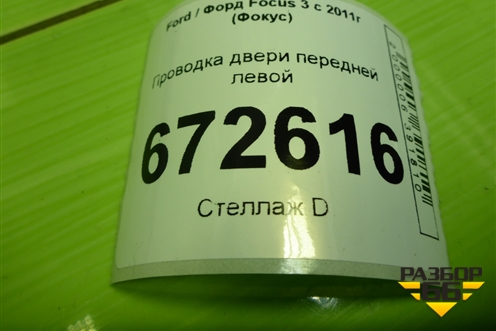 Ford / Форд Focus 3 с 2011г
(Фокус)
Проводка двери передней
левой
672616
Стеллаж D
РАЗБОР
66